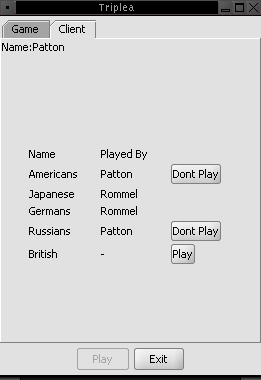 Triplea
Game Client
Name:Patton
Name Played By
Americans Patton Dont Play
Japanese Rommel
Germans Rommel
Russians Patton Dont Play
British - Play
Play Exit